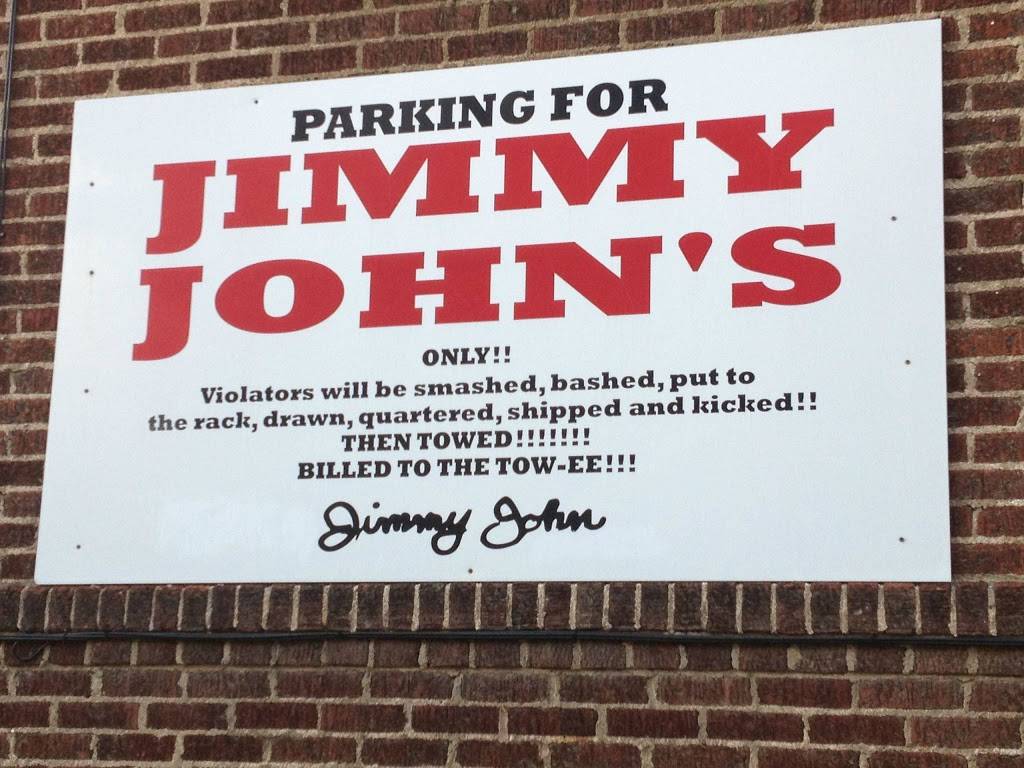 PARKING FOR
JIMMY
JOHN'S
ONLY!!
Violators will be smashed, bashed, put to
the rack, drawn, quartered, shipped and kicked!!
THEN TOWED!!!!!!!
BILLED TO THE TOW-EE!!!
Jimmy John